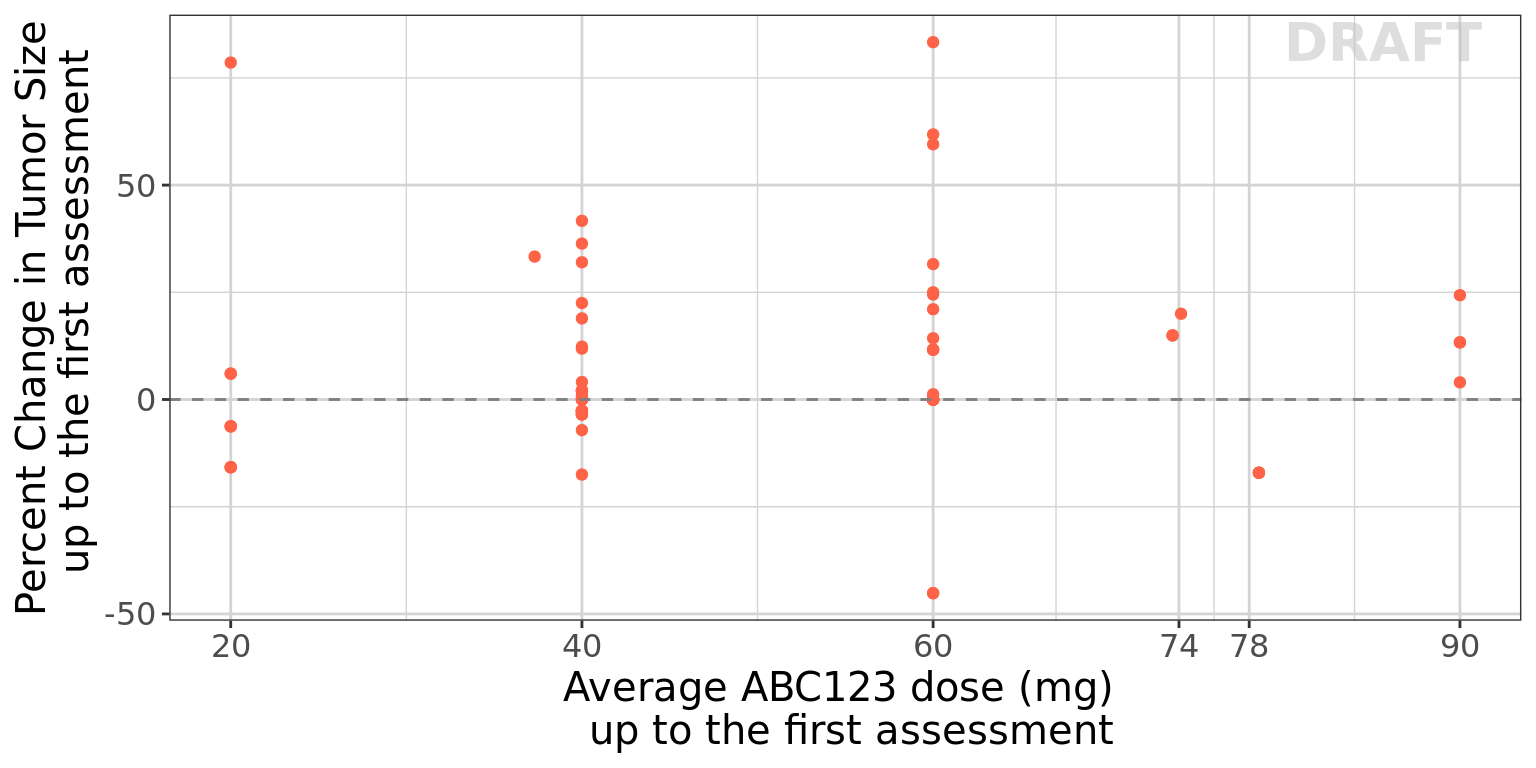 DRAFT
Percent Change in Tumor Size
up to the first assessment
50
0
-50
20 40 60 74 78 90
Average ABC123 dose (mg)
up to the first assessment